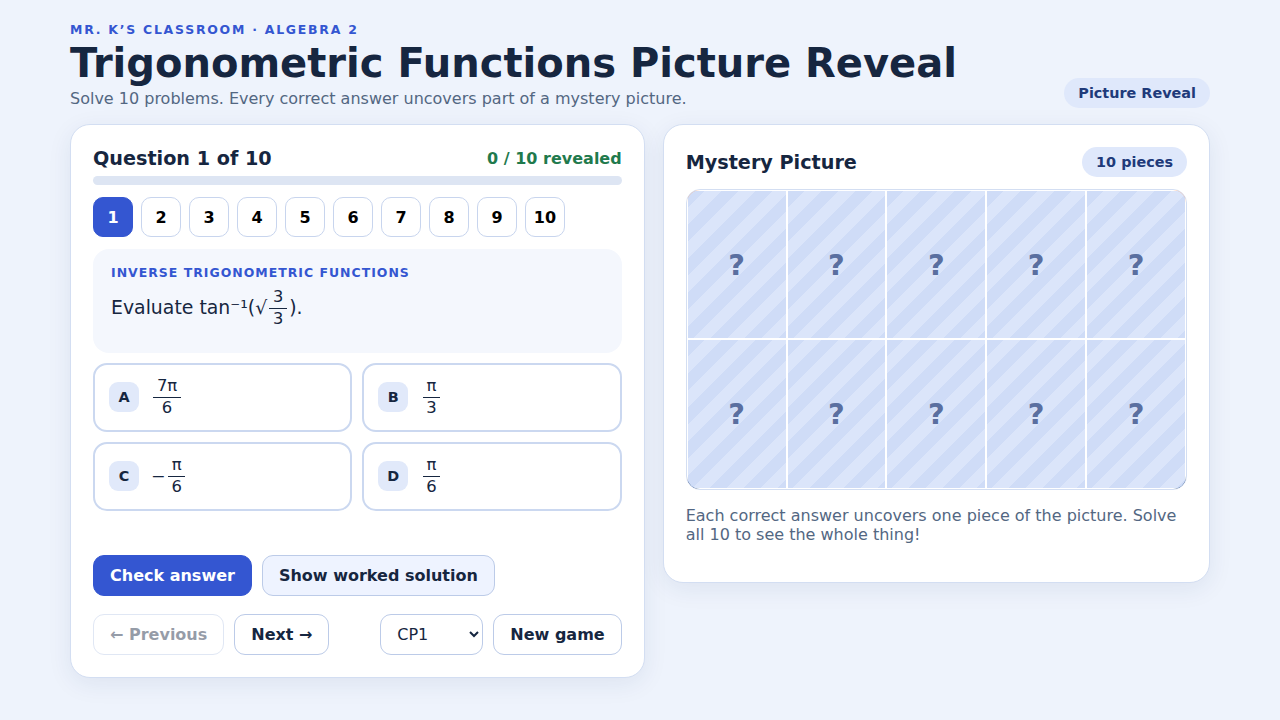 MR. K’S CLASSROOM · ALGEBRA 2
Trigonometric Functions Picture Reveal
Solve 10 problems. Every correct answer uncovers part of a mystery picture.
Picture Reveal
Question 1 of 10
0 / 10 revealed
1 2 3 4 5 6 7 8 9 10
INVERSE TRIGONOMETRIC FUNCTIONS
Evaluate tan⁻¹(√3/3).
A 7π/6
B π/3
C −π/6
D π/6
Check answer
Show worked solution
← Previous
Next →
CP1
New game
Mystery Picture
10 pieces
? ? ? ? ?
? ? ? ? ?
Each correct answer uncovers one piece of the picture. Solve
all 10 to see the whole thing!